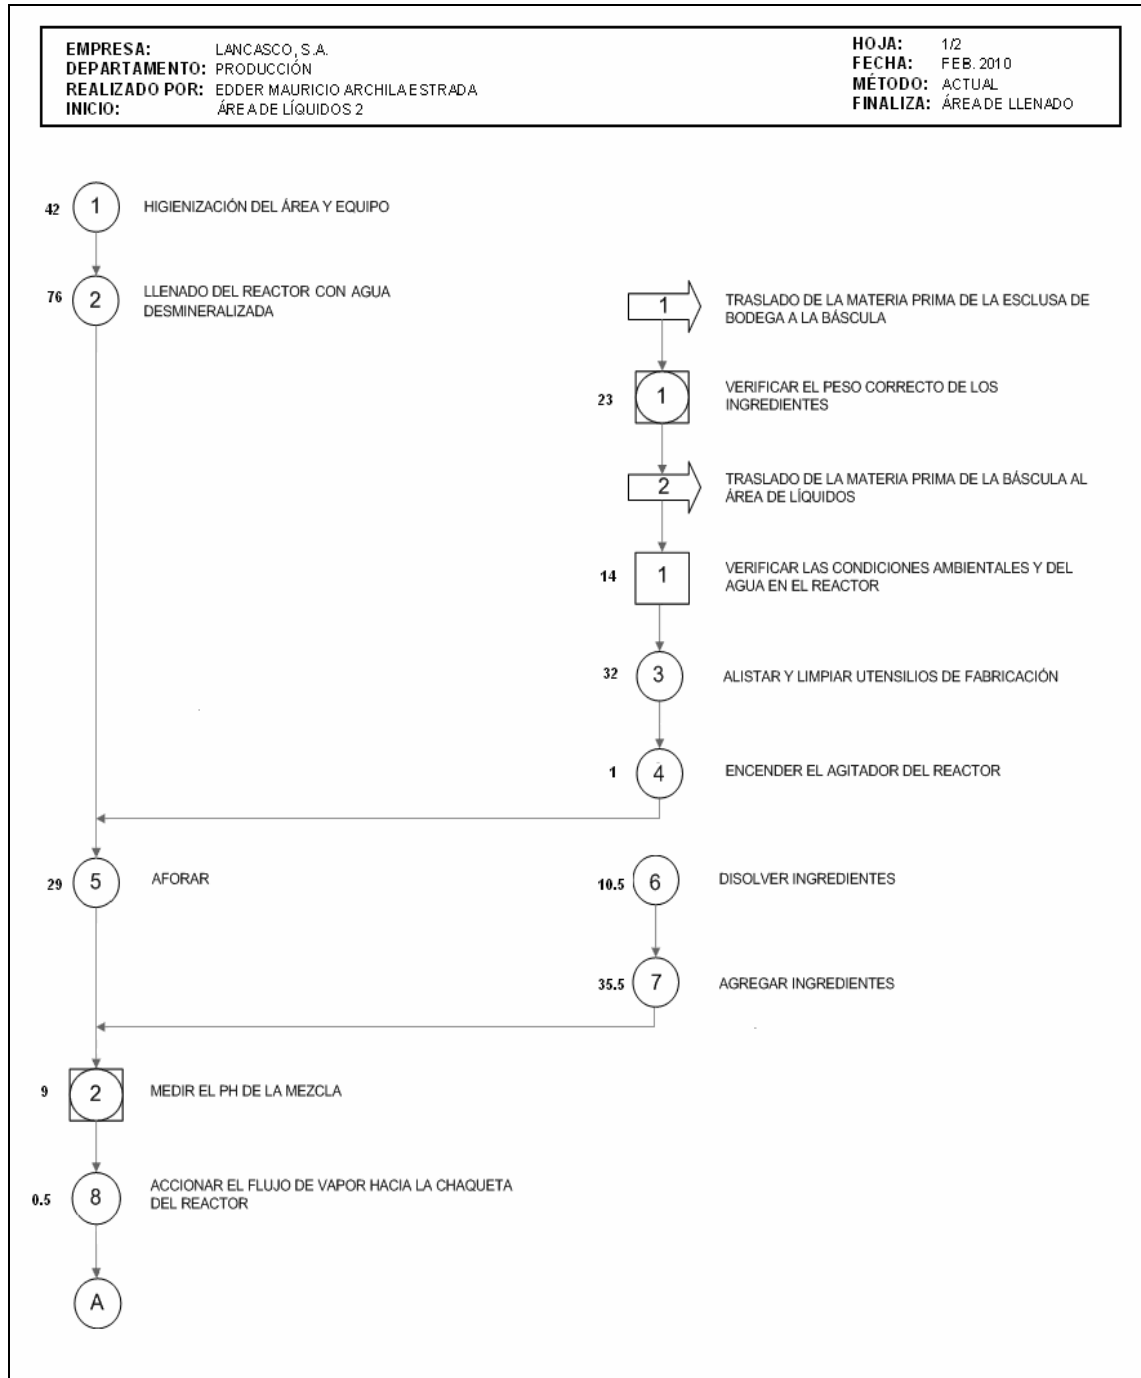 EMPRESA: LANCASCO, S.A.
DEPARTAMENTO: PRODUCCIÓN
REALIZADO POR: EDDER MAURICIO ARCHILA ESTRADA
INICIO: ÁREA DE LÍQUIDOS 2
HOJA: 1/2
FECHA: FEB. 2010
MÉTODO: ACTUAL
FINALIZA: ÁREA DE LLENADO
42 1 HIGIENIZACIÓN DEL ÁREA Y EQUIPO
76 2 LLENADO DEL REACTOR CON AGUA
DESMINERALIZADA
1 TRASLADO DE LA MATERIA PRIMA DE LA ESCLUSA DE
BODEGA A LA BÁSCULA
23 1 VERIFICAR EL PESO CORRECTO DE LOS
INGREDIENTES
2 TRASLADO DE LA MATERIA PRIMA DE LA BÁSCULA AL
ÁREA DE LÍQUIDOS
14 1 VERIFICAR LAS CONDICIONES AMBIENTALES Y DEL
AGUA EN EL REACTOR
32 3 ALISTAR Y LIMPIAR UTENSILIOS DE FABRICACIÓN
1 4 ENCENDER EL AGITADOR DEL REACTOR
29 5 AFORAR
10.5 6 DISOLVER INGREDIENTES
35.5 7 AGREGAR INGREDIENTES
9 2 MEDIR EL PH DE LA MEZCLA
0.5 8 ACCIONAR EL FLUJO DE VAPOR HACIA LA CHAQUETA
DEL REACTOR
A